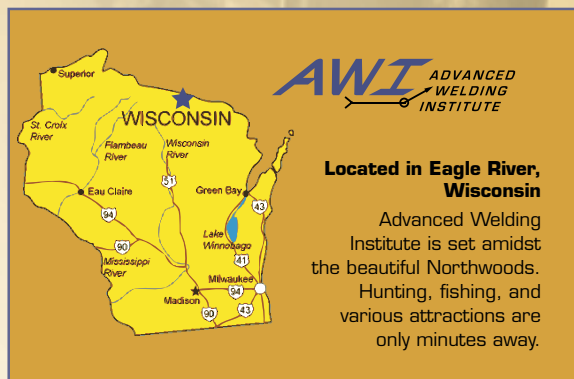 Superior
WISCONSIN
St. Croix
River
Flambeau
River
Wisconsin
River
51
Eau Claire
Green Bay
94
43
90
Lake
Winnebago
41
Mississippi
River
Milwaukee
94
Madison
90
43
AWI ADVANCED
WELDING
INSTITUTE
Located in Eagle River,
Wisconsin
Advanced Welding
Institute is set amidst
the beautiful Northwoods.
Hunting, fishing, and
various attractions are
only minutes away.